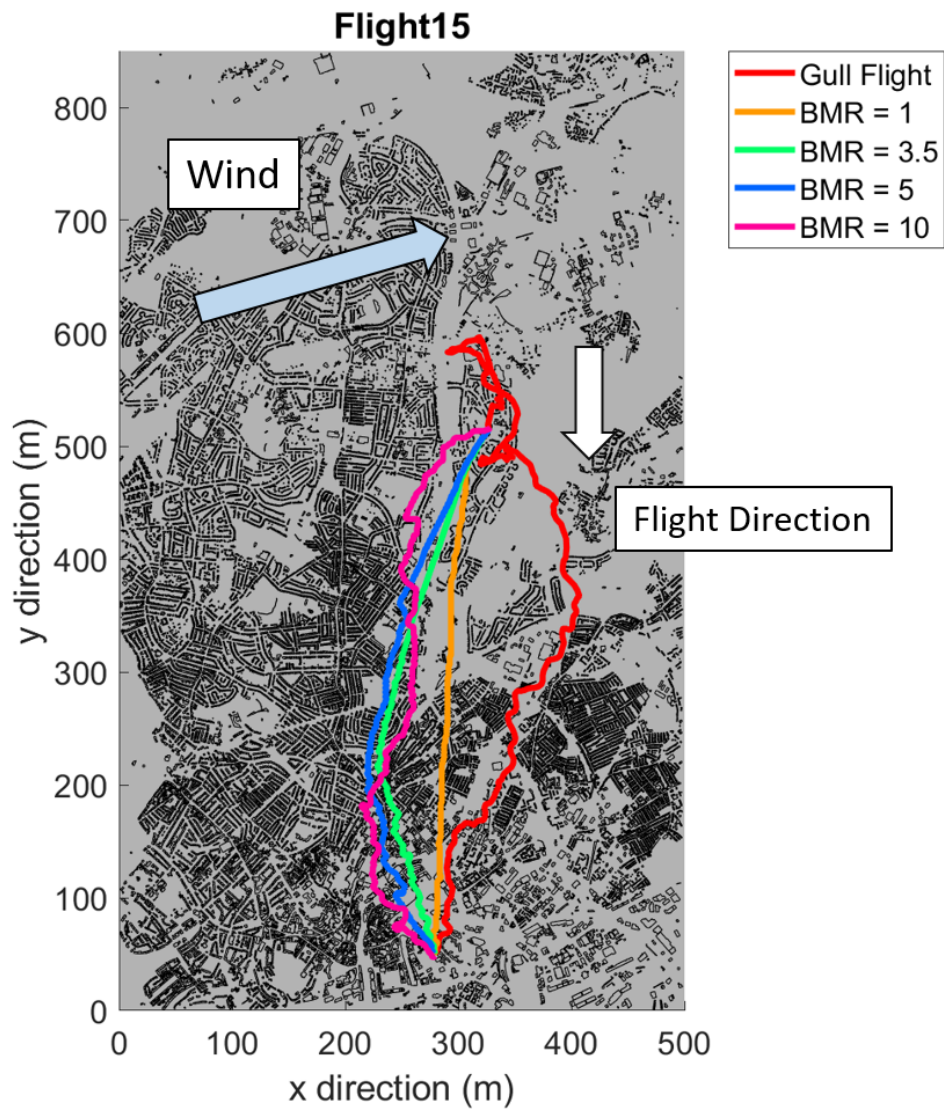 Flight15
Gull Flight
BMR = 1
BMR = 3.5
BMR = 5
BMR = 10
Wind
Flight Direction
y direction (m)
800
700
600
500
400
300
200
100
0
0 100 200 300 400 500
x direction (m)